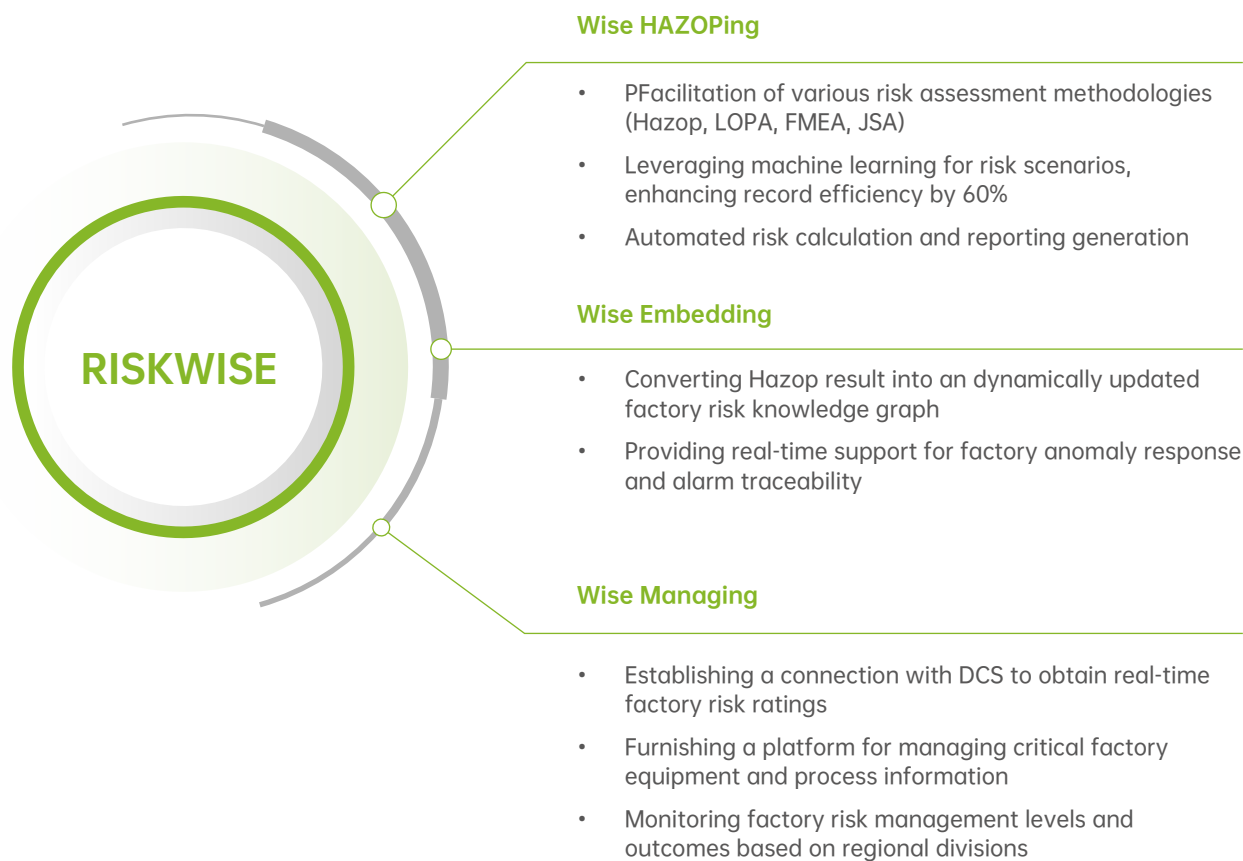 Wise HAZOPing
• PFacilitation of various risk assessment methodologies
(Hazop, LOPA, FMEA, JSA)
• Leveraging machine learning for risk scenarios,
enhancing record efficiency by 60%
• Automated risk calculation and reporting generation
RISKWISE
Wise Embedding
• Converting Hazop result into an dynamically updated
factory risk knowledge graph
• Providing real-time support for factory anomaly response
and alarm traceability
Wise Managing
• Establishing a connection with DCS to obtain real-time
factory risk ratings
• Furnishing a platform for managing critical factory
equipment and process information
• Monitoring factory risk management levels and
outcomes based on regional divisions